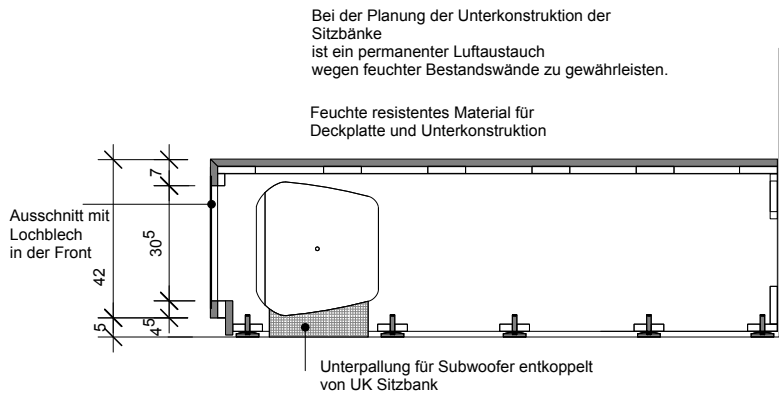 Bei der Planung der Unterkonstruktion der
Sitzbänke
ist ein permanenter Luftaustauch
wegen feuchter Bestandswände zu gewährleisten.
Feuchte resistentes Material für
Deckplatte und Unterkonstruktion
7
Ausschnitt mit
Lochblech
in der Front
30⁵
42
4⁵
5
Unterpallung für Subwoofer entkoppelt
von UK Sitzbank